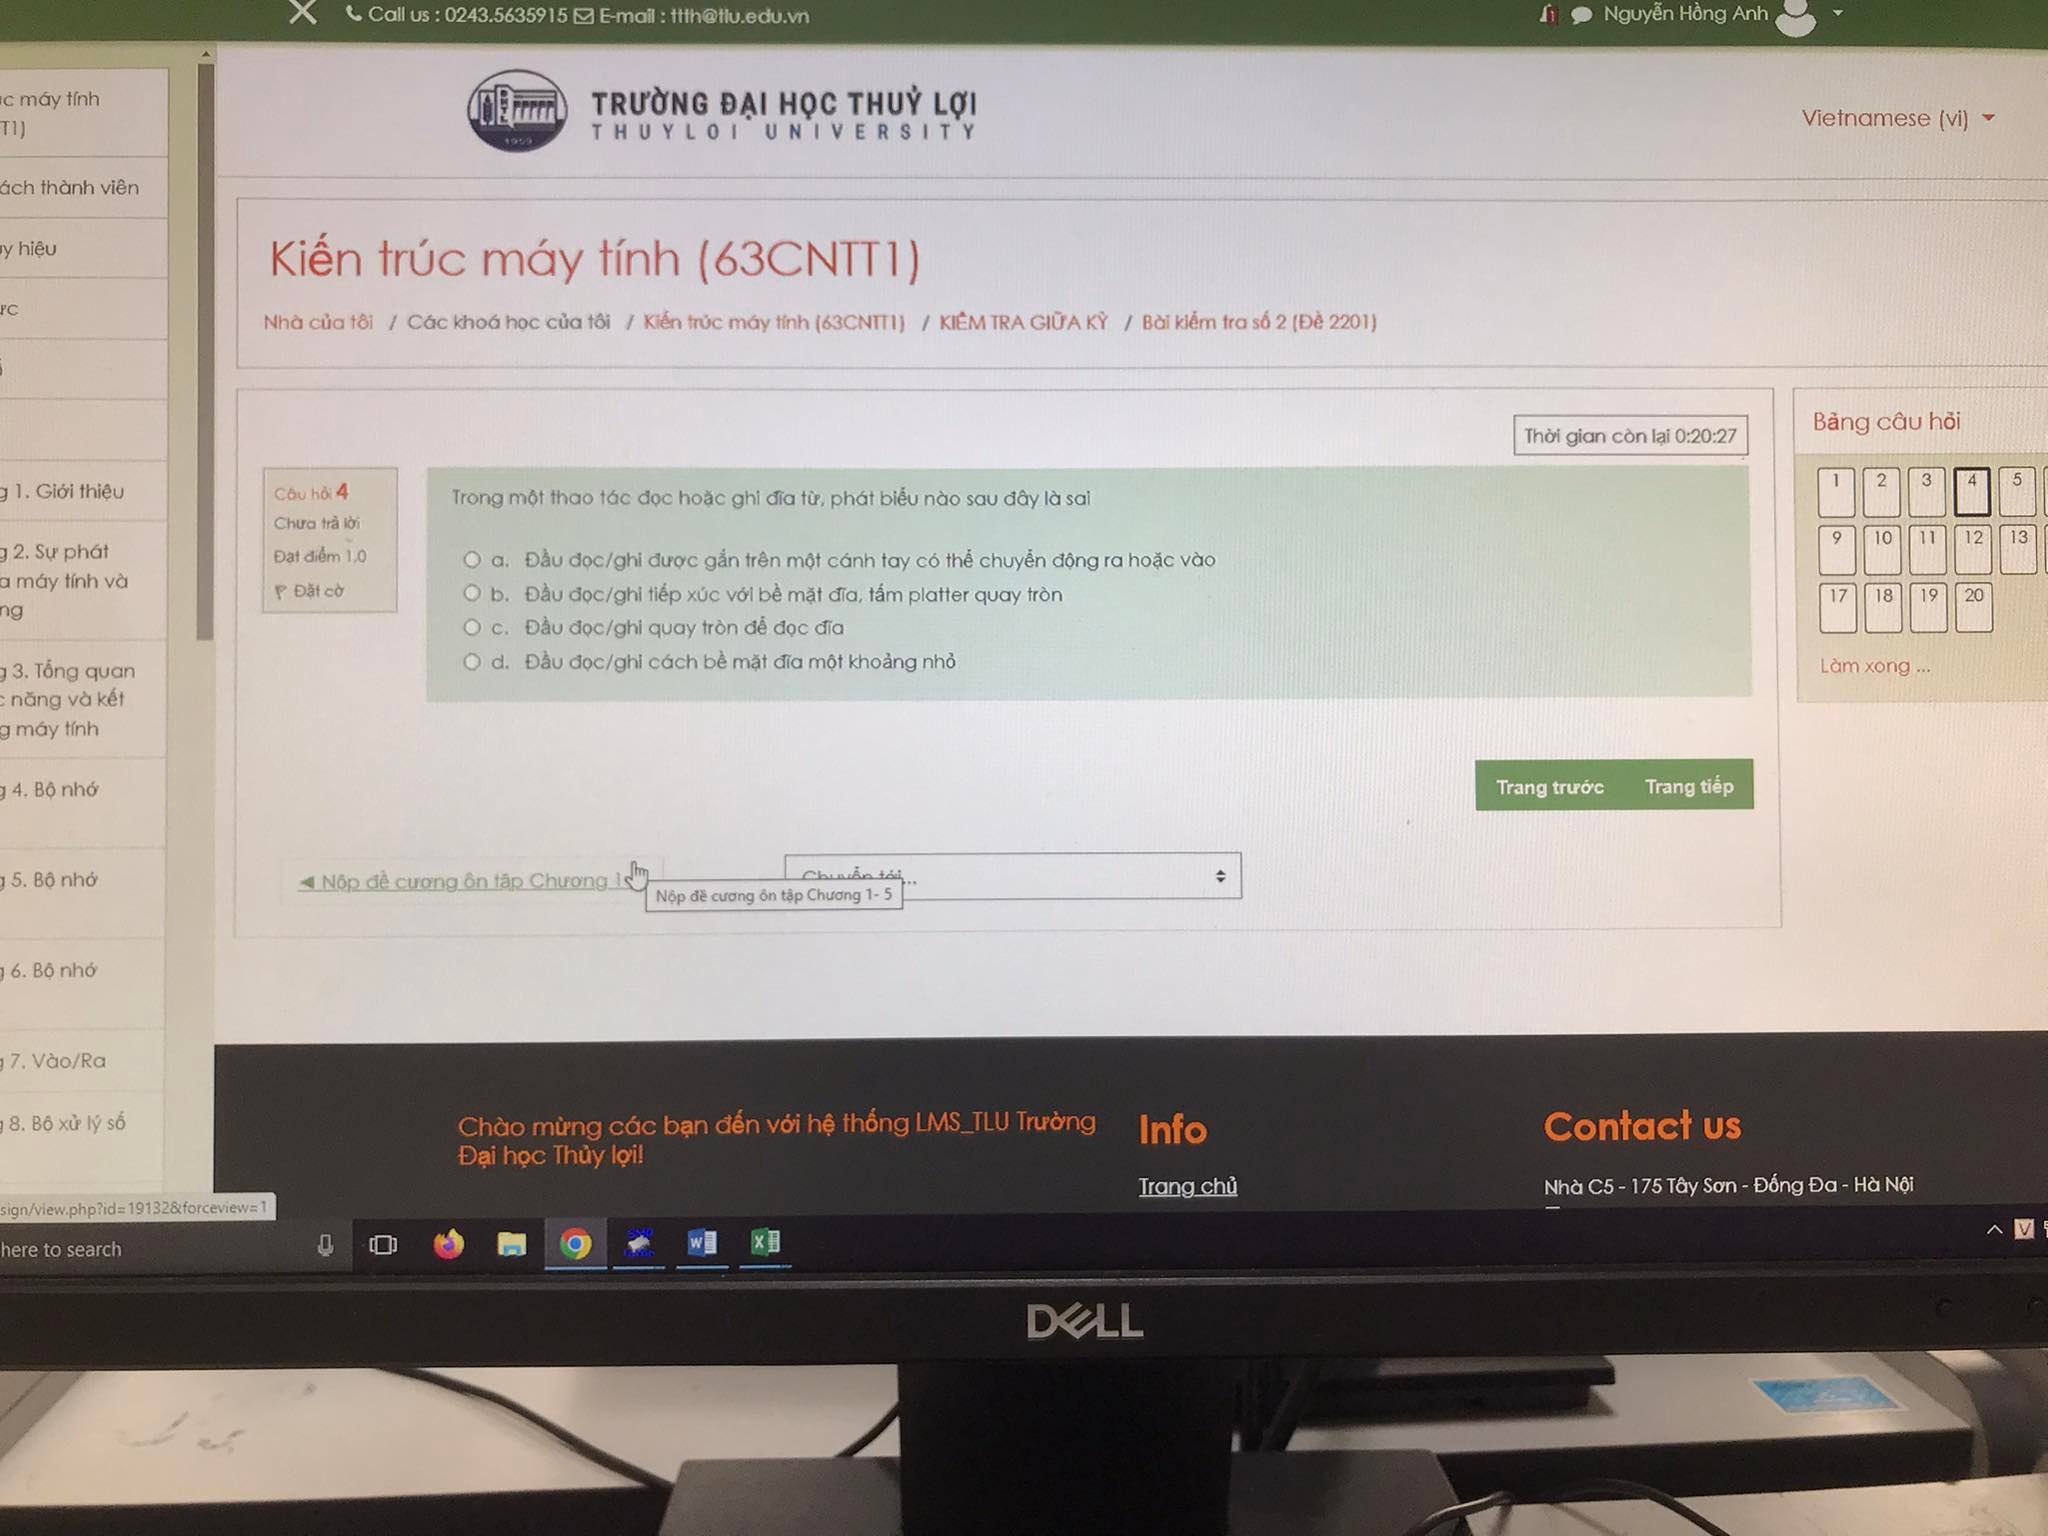 Call us : 0243.5635915 E-mail : ttth@tlu.edu.vn
1
Nguyễn Hồng Anh
TRƯỜNG ĐẠI HỌC THUỶ LỢI
THUYLOI UNIVERSITY
1959
Vietnamese (vi)
Kiến trúc máy tính (63CNTT1)
Nhà của tôi / Các khoá học của tôi / Kiến trúc máy tính (63CNTT1) / KIỂM TRA GIỮA KỲ / Bài kiểm tra số 2 (Đề 2201)
máy tính
T1)
thành viên
hiệu
1. Giới thiệu
2. Sự phát
máy tính và
3. Tổng quan
năng và kết
máy tính
4. Bộ nhớ
5. Bộ nhớ
6. Bộ nhớ
7. Vào/Ra
8. Bộ xử lý số
Thời gian còn lại 0:20:27
Câu hỏi 4
Chưa trả lời
Đạt điểm 1,0
Đặt cờ
Trong một thao tác đọc hoặc ghi đĩa từ, phát biểu nào sau đây là sai
a. Đầu đọc/ghi được gắn trên một cánh tay có thể chuyển động ra hoặc vào
b. Đầu đọc/ghi tiếp xúc với bề mặt đĩa, tấm platter quay tròn
c. Đầu đọc/ghi quay tròn để đọc đĩa
d. Đầu đọc/ghi cách bề mặt đĩa một khoảng nhỏ
Bảng câu hỏi
1 2 3 4 5
9 10 11 12 13
17 18 19 20
Làm xong ...
Trang trước Trang tiếp
◄ Nộp đề cương ôn tập Chương 1
Chuyển tới...
Nộp đề cương ôn tập Chương 1- 5
Chào mừng các bạn đến với hệ thống LMS_TLU Trường
Đại học Thủy lợi!
Info
Trang chủ
Contact us
Nhà C5 - 175 Tây Sơn - Đống Đa - Hà Nội
sign/view.php?id=19132&forceview=1
here to search
V
DELL